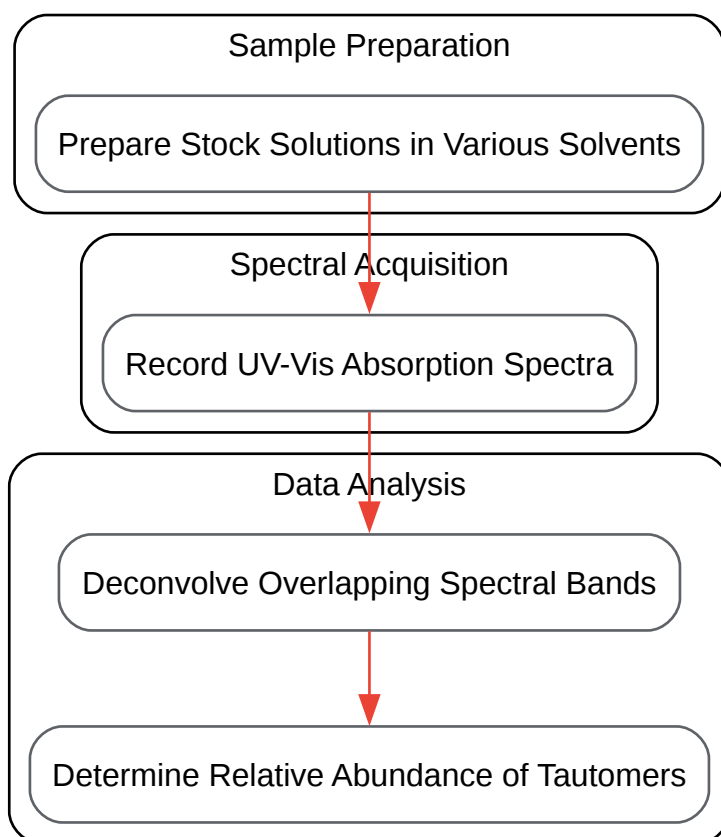 Sample Preparation
Prepare Stock Solutions in Various Solvents
Spectral Acquisition
Record UV-Vis Absorption Spectra
Data Analysis
Deconvolve Overlapping Spectral Bands
Determine Relative Abundance of Tautomers